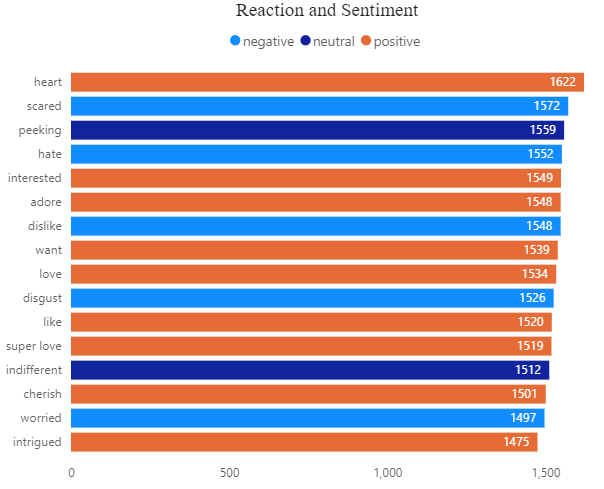 Reaction and Sentiment
negative neutral positive
heart 1622
scared 1572
peeking 1559
hate 1552
interested 1549
adore 1548
dislike 1548
want 1539
love 1534
disgust 1526
like 1520
super love 1519
indifferent 1512
cherish 1501
worried 1497
intrigued 1475
0 500 1,000 1,500